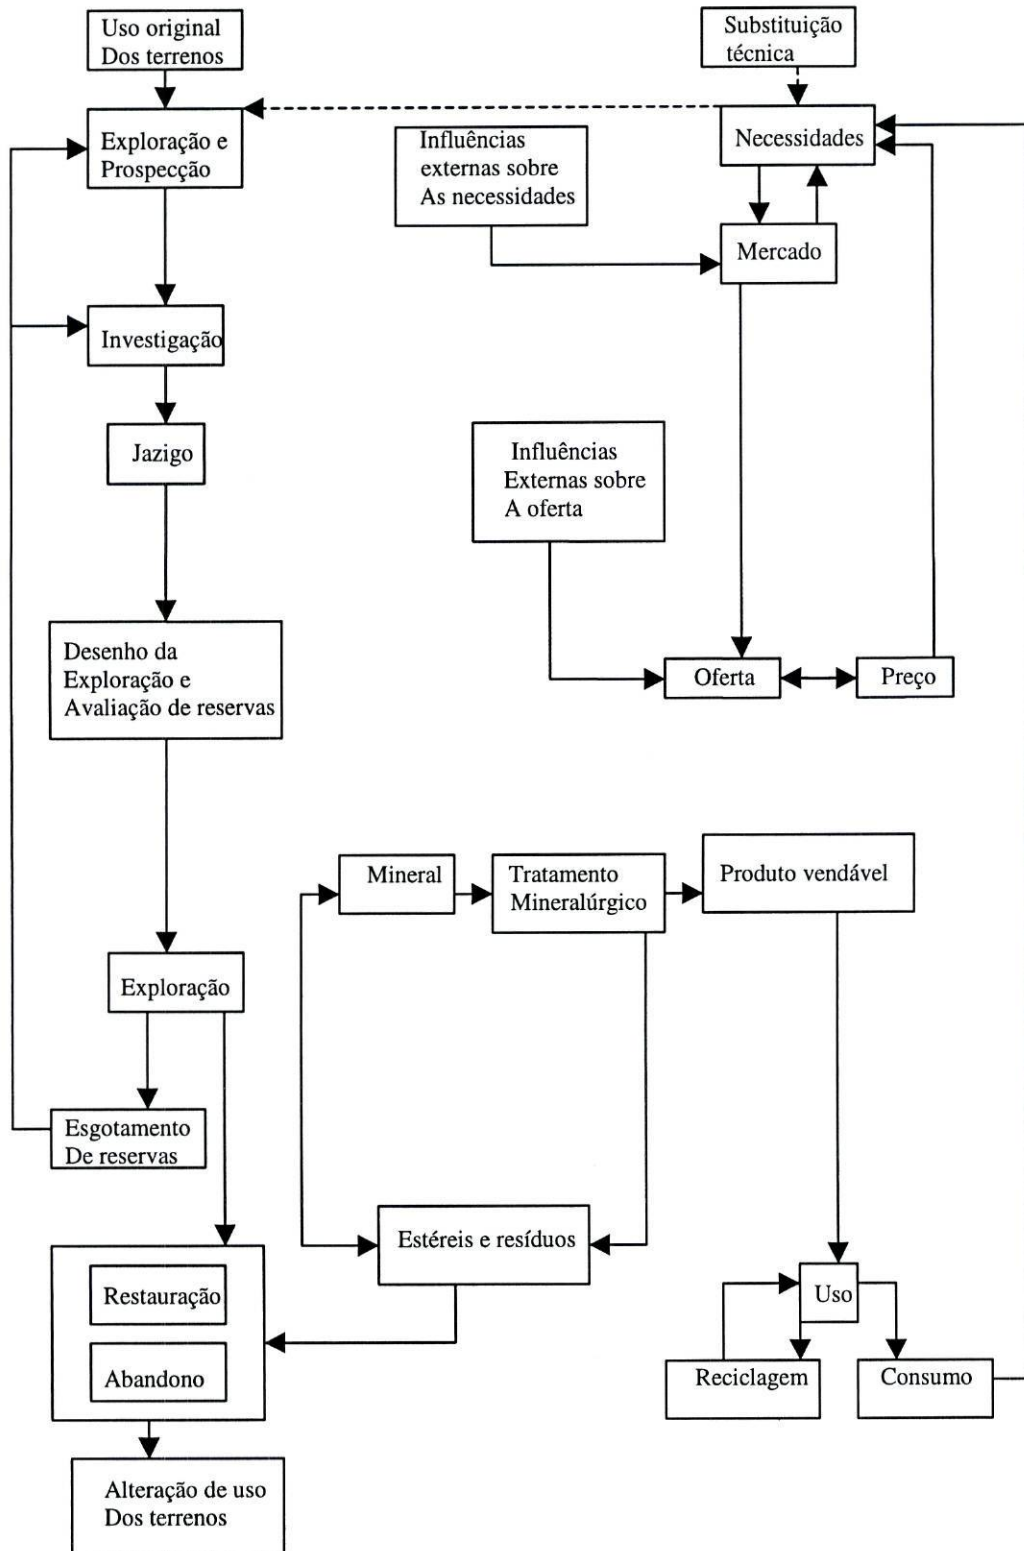 Uso original
Dos terrenos
Substituição
técnica
Exploração e
Prospecção
Influências
externas sobre
As necessidades
Necessidades
Mercado
Investigação
Jazigo
Influências
Externas sobre
A oferta
Desenho da
Exploração e
Avaliação de reservas
Oferta
Preço
Mineral
Tratamento
Mineralúrgico
Produto vendável
Exploração
Esgotamento
De reservas
Estéreis e resíduos
Restauração
Abandono
Uso
Reciclagem
Consumo
Alteração de uso
Dos terrenos